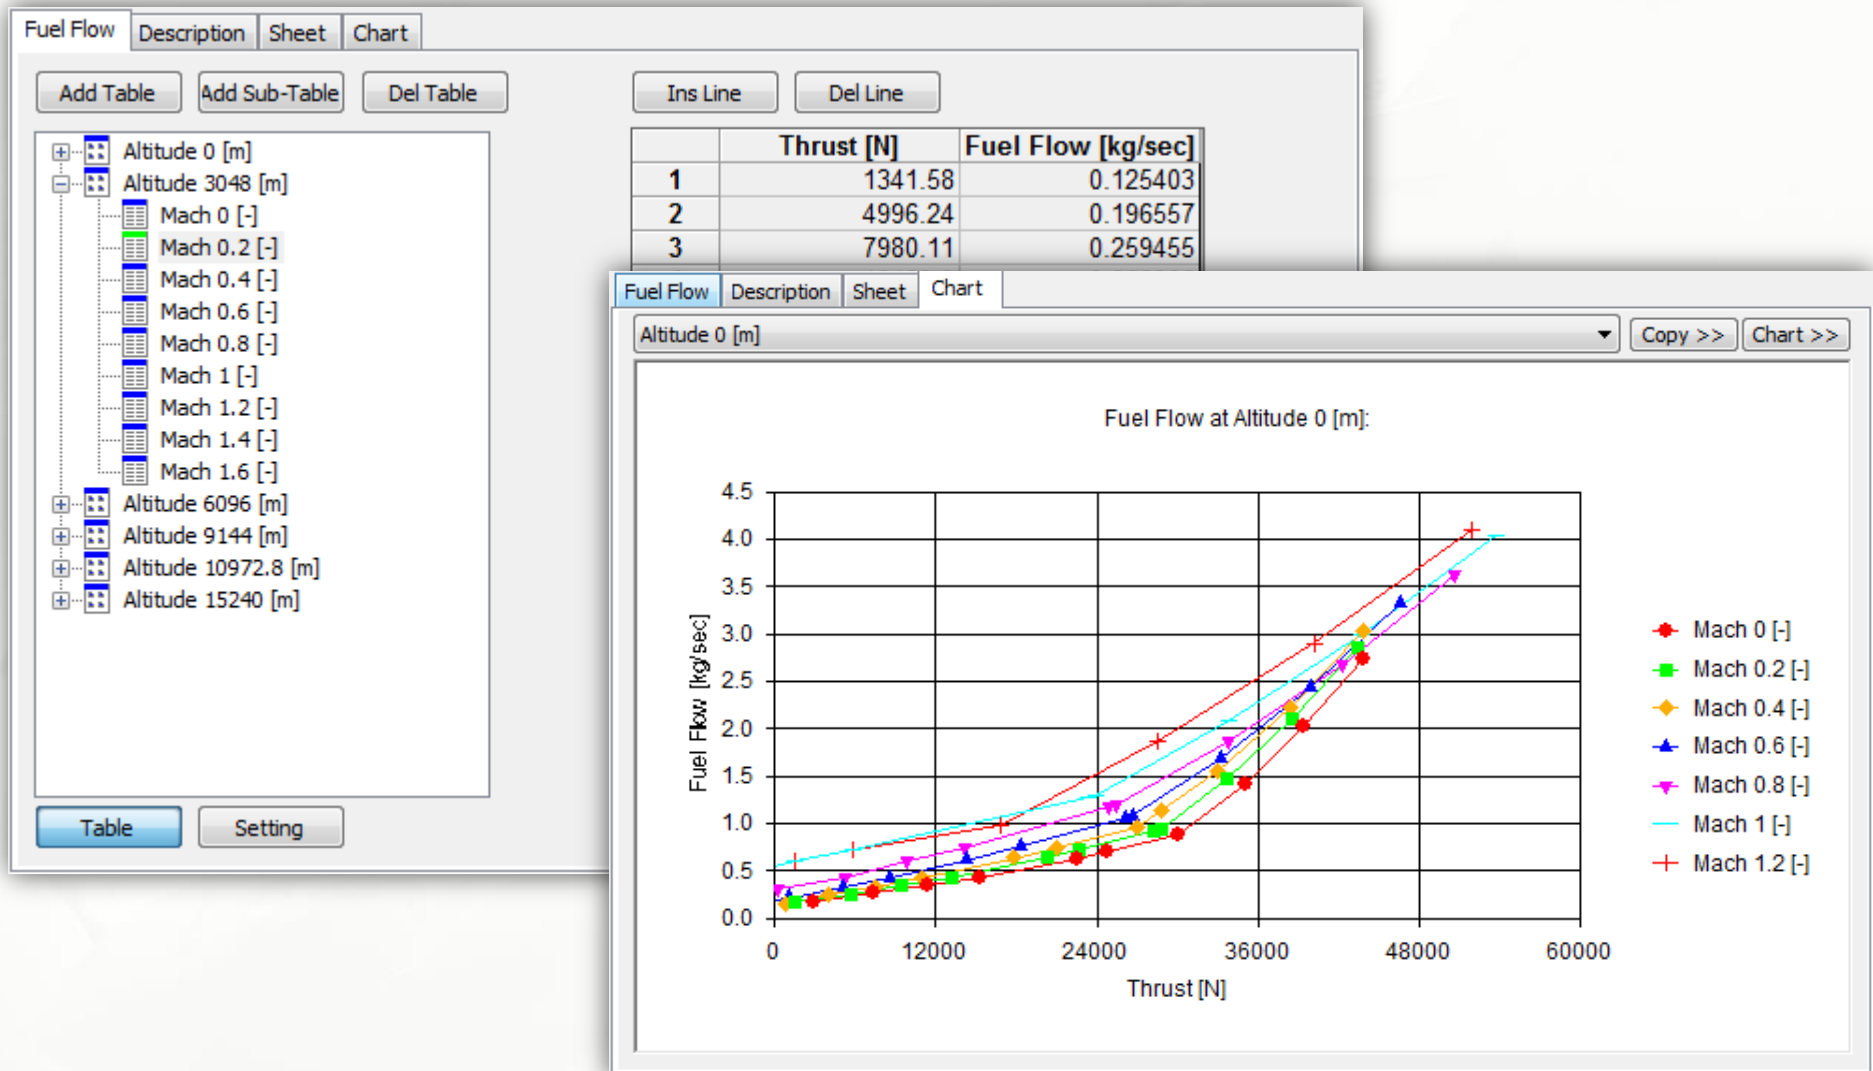 Fuel Flow Description Sheet Chart
Add Table Add Sub-Table Del Table
Ins Line Del Line
Altitude 0 [m]
Altitude 3048 [m]
Mach 0 [-]
Mach 0.2 [-]
Mach 0.4 [-]
Mach 0.6 [-]
Mach 0.8 [-]
Mach 1 [-]
Mach 1.2 [-]
Mach 1.4 [-]
Mach 1.6 [-]
Altitude 6096 [m]
Altitude 9144 [m]
Altitude 10972.8 [m]
Altitude 15240 [m]
Table Setting
Thrust [N] Fuel Flow [kg/sec]
1 1341.58 0.125403
2 4996.24 0.196557
3 7980.11 0.259455
Fuel Flow Description Sheet Chart
Altitude 0 [m] Copy >> Chart >>
Fuel Flow at Altitude 0 [m]:
Fuel Flow [kg/sec]
4.5
4.0
3.5
3.0
2.5
2.0
1.5
1.0
0.5
0.0
0 12000 24000 36000 48000 60000
Thrust [N]
Mach 0 [-]
Mach 0.2 [-]
Mach 0.4 [-]
Mach 0.6 [-]
Mach 0.8 [-]
Mach 1 [-]
Mach 1.2 [-]